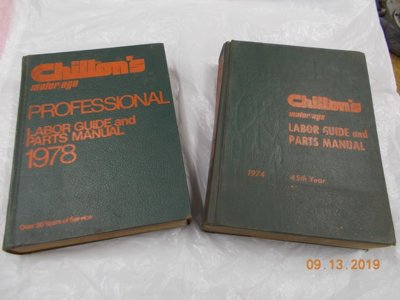 Chilton's
motor-age
PROFESSIONAL
LABOR GUIDE and
PARTS MANUAL
1978
Over 50 Years of Service
Chilton's
motor-age
LABOR GUIDE and
PARTS MANUAL
1974 45th Year
09.13.2019